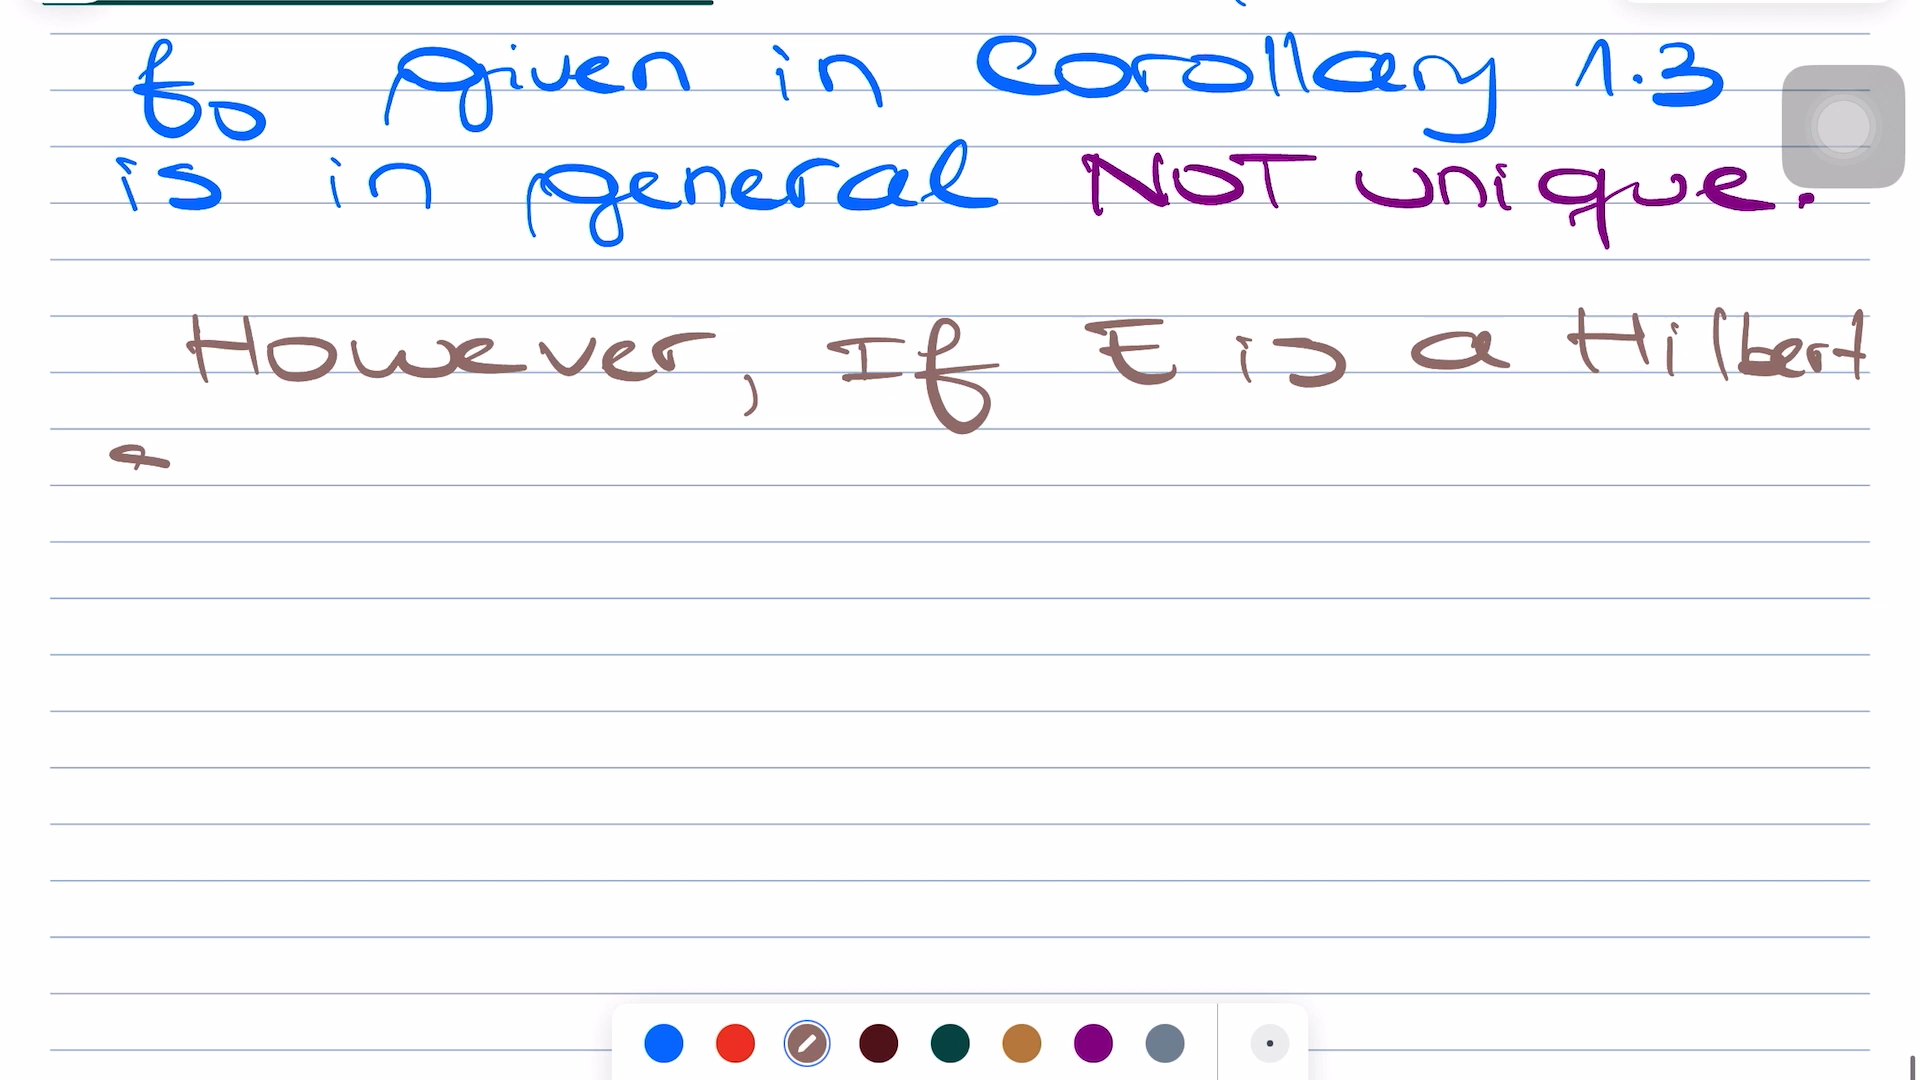 f₀ given in Corollary 1.3
is in general NOT unique.
However, If E is a Hilbert